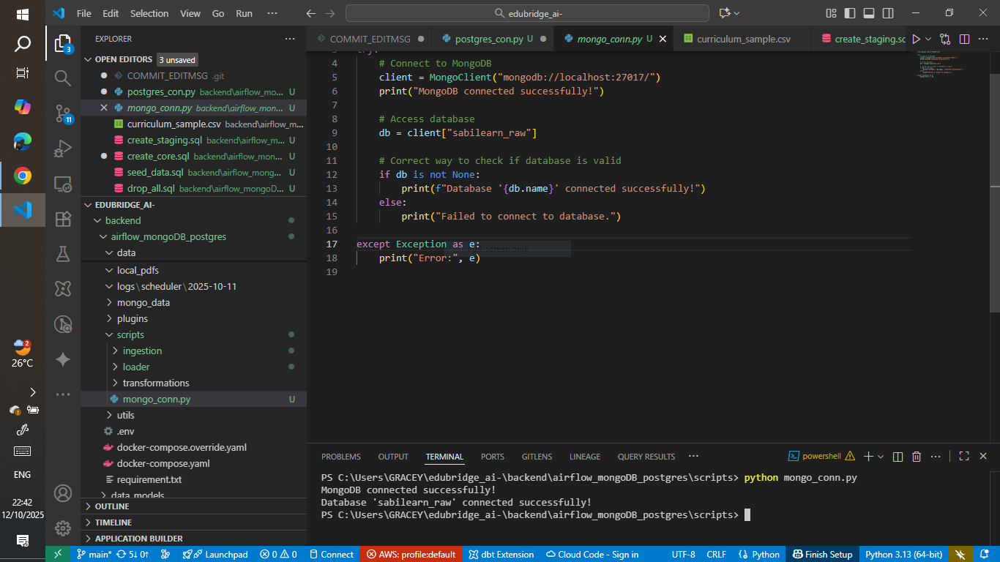 File Edit Selection View Go Run ··· edubridge_ai-
EXPLORER ···
OPEN EDITORS 3 unsaved
COMMIT_EDITMSG .git
postgres_con.py backend\airflow_mo... U
mongo_conn.py backend\airflow_mon... U
curriculum_sample.csv backend\airflow_m...
create_staging.sql backend\airflow_m... U
create_core.sql backend\airflow_mon... U
seed_data.sql backend\airflow_mong... U
drop_all.sql backend\airflow_mongoD... U
EDUBRIDGE_AI-
backend
airflow_mongoDB_postgres
data
local_pdfs
logs\scheduler\2025-10-11
mongo_data
plugins
scripts
ingestion
loader
transformations
mongo_conn.py U
utils
.env
docker-compose.override.yaml
docker-compose.yaml
requirement.txt
data_models
OUTLINE
TIMELINE
APPLICATION BUILDER
3
11
2
26°C
ENG
22:42
12/10/2025
COMMIT_EDITMSG postgres_con.py U mongo_conn.py U curriculum_sample.csv create_staging.sc
3 try:
4 # Connect to MongoDB
5 client = MongoClient("mongodb://localhost:27017/")
6 print("MongoDB connected successfully!")
7
8 # Access database
9 db = client["sabilearn_raw"]
10
11 # Correct way to check if database is valid
12 if db is not None:
13 print(f"Database '{db.name}' connected successfully!")
14 else:
15 print("Failed to connect to database.")
16
17 except Exception as e:
18 print("Error:", e)
19
PROBLEMS OUTPUT TERMINAL PORTS GITLENS LINEAGE QUERY RESULTS ··· powershell
PS C:\Users\GRACEY\edubridge_ai-\backend\airflow_mongoDB_postgres\scripts> python mongo_conn.py
MongoDB connected successfully!
Database 'sabilearn_raw' connected successfully!
PS C:\Users\GRACEY\edubridge_ai-\backend\airflow_mongoDB_postgres\scripts>
main* 5↓ 0↑ Launchpad 0 0 Connect AWS: profile:default dbt Extension Cloud Code - Sign in UTF-8 CRLF {} Python Finish Setup Python 3.13 (64-bit)